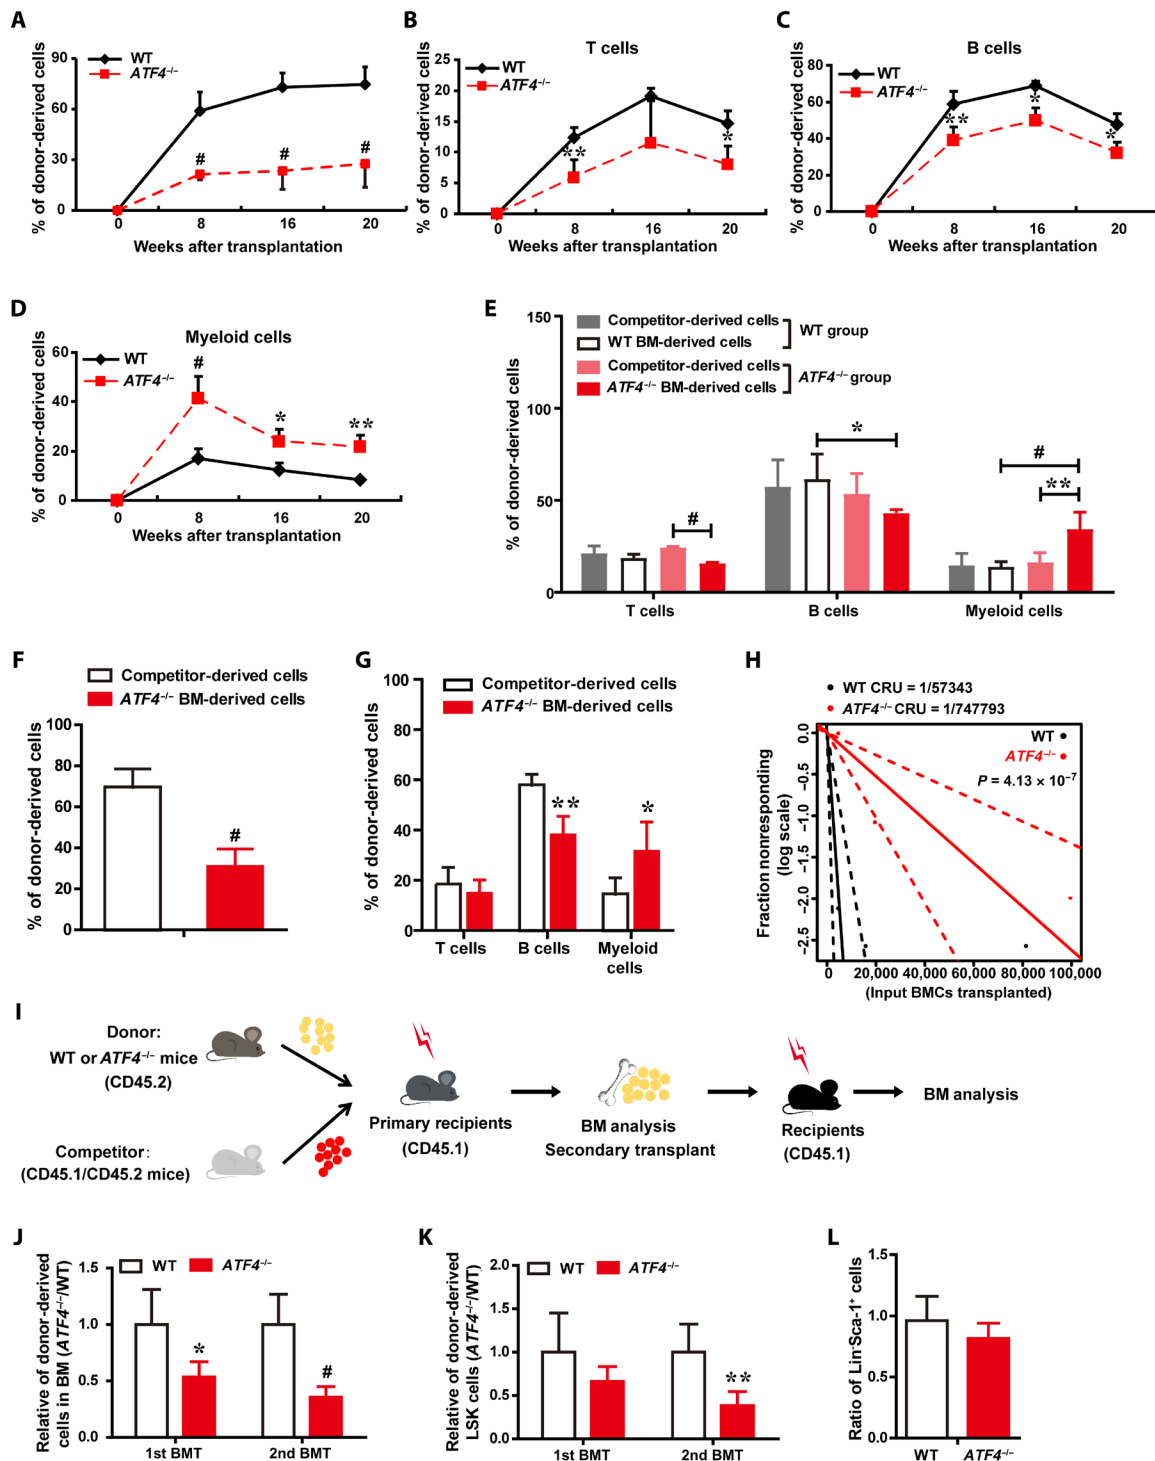 A
% of donor-derived cells
90
60
30
0
WT
ATF4⁻/⁻
#
#
#
0
8
16
20
Weeks after transplantation
B
T cells
% of donor-derived cells
25
20
15
10
5
0
WT
ATF4⁻/⁻
**
*
0
8
16
20
Weeks after transplantation
C
B cells
% of donor-derived cells
80
60
40
20
0
WT
ATF4⁻/⁻
**
*
*
0
8
16
20
Weeks after transplantation
D
Myeloid cells
% of donor-derived cells
60
40
20
0
WT
ATF4⁻/⁻
#
*
**
0
8
16
20
Weeks after transplantation
E
% of donor-derived cells
150
100
50
0
Competitor-derived cells
WT BM-derived cells
WT group
Competitor-derived cells
ATF4⁻/⁻ BM-derived cells
ATF4⁻/⁻ group
#
*
#
**
T cells
B cells
Myeloid cells
F
Competitor-derived cells
ATF4⁻/⁻ BM-derived cells
% of donor-derived cells
100
80
60
40
20
0
#
G
% of donor-derived cells
100
80
60
40
20
0
Competitor-derived cells
ATF4⁻/⁻ BM-derived cells
**
*
T cells
B cells
Myeloid
cells
H
WT CRU = 1/57343
ATF4⁻/⁻ CRU = 1/747793
Fraction nonresponding
(log scale)
0.0
-0.5
-1.0
-1.5
-2.0
-2.5
WT
ATF4⁻/⁻
P = 4.13 × 10⁻⁷
0
20,000
40,000
60,000
80,000
100,000
(Input BMCs transplanted)
I
Donor:
WT or ATF4⁻/⁻ mice
(CD45.2)
Competitor:
(CD45.1/CD45.2 mice)
Primary recipients
(CD45.1)
BM analysis
Secondary transplant
Recipients
(CD45.1)
BM analysis
J
Relative of donor-derived
cells in BM (ATF4⁻/⁻/WT)
1.5
1.0
0.5
0.0
WT
ATF4⁻/⁻
*
#
1st BMT
2nd BMT
K
Relative of donor-derived
LSK cells (ATF4⁻/⁻/WT)
2.0
1.5
1.0
0.5
0.0
WT
ATF4⁻/⁻
**
1st BMT
2nd BMT
L
Ratio of Lin⁻Sca-1⁺ cells
1.5
1.0
0.5
0.0
WT
ATF4⁻/⁻